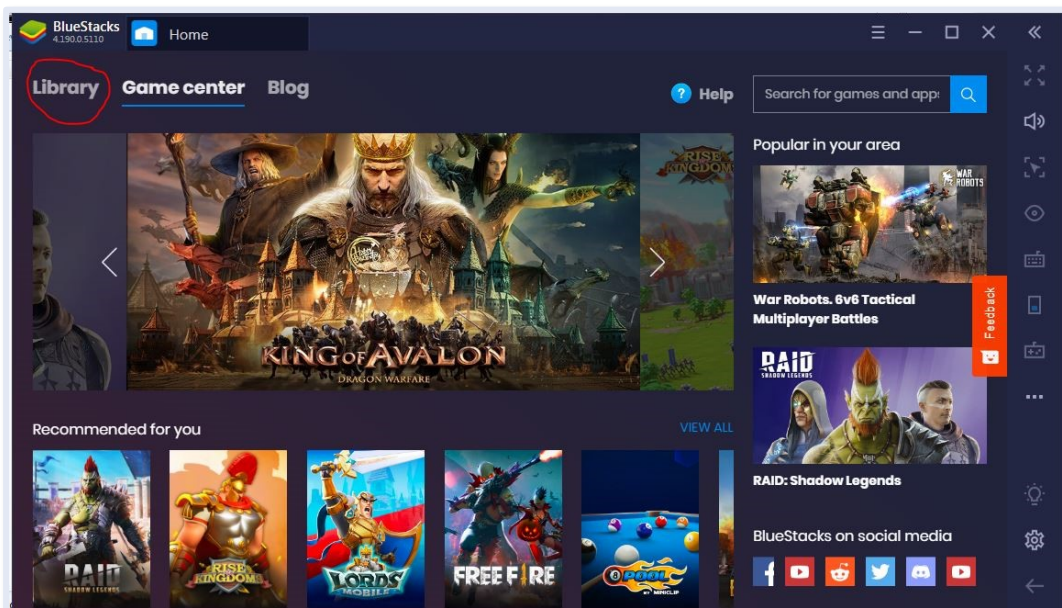 BlueStacks
4.190.0.5110
Home
Library
Game center
Blog
Help
Search for games and app
KING OF AVALON
DRAGON WARFARE
RISE
KINGDOM
Popular in your area
WAR
ROBOTS
War Robots. 6v6 Tactical
Multiplayer Battles
Feedback
RAID
SHADOW LEGENDS
RAID: Shadow Legends
Recommended for you
VIEW ALL
RAID
SHADOW LEGENDS
RISE
KINGDOMS
LORDS
MOBILE
FREE FIRE
8 POOL
BY MINICLIP
BlueStacks on social media